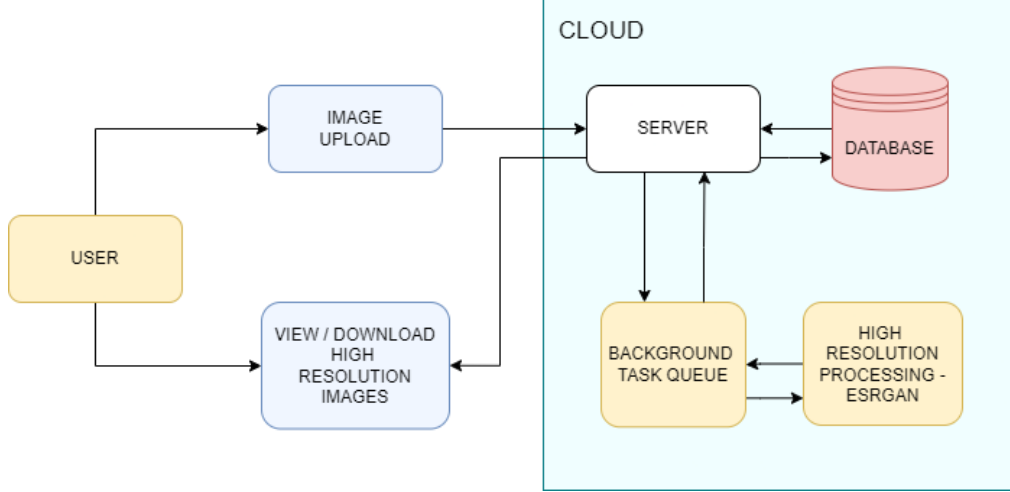 CLOUD
IMAGE
UPLOAD
SERVER
DATABASE
USER
VIEW / DOWNLOAD
HIGH
RESOLUTION
IMAGES
BACKGROUND
TASK QUEUE
HIGH
RESOLUTION
PROCESSING -
ESRGAN